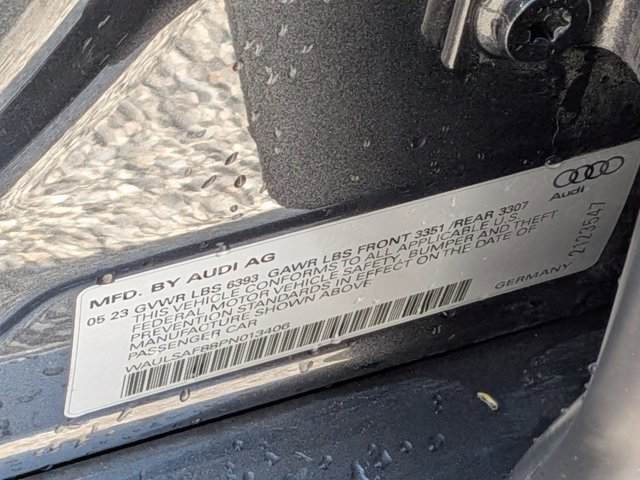 MFD. BY AUDI AG
05 23 GVWR LBS 6393 GAWR LBS FRONT 3351 /REAR 3307
THIS VEHICLE CONFORMS TO ALL APPLICABLE U.S.
FEDERAL MOTOR VEHICLE SAFETY, BUMPER AND THEFT
PREVENTION STANDARDS IN EFFECT ON THE DATE OF
MANUFACTURE SHOWN ABOVE
PASSENGER CAR
WAULSAF88PN013406
GERMANY
2123547
Audi